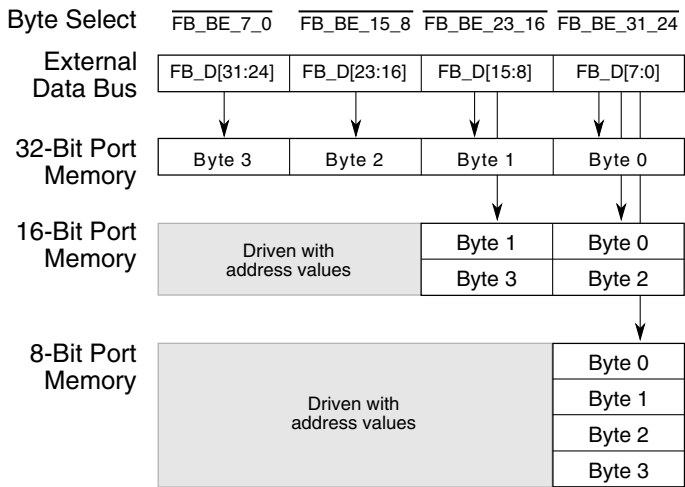 Byte Select FB_BE_7_0 FB_BE_15_8 FB_BE_23_16 FB_BE_31_24
External
Data Bus
FB_D[31:24] FB_D[23:16] FB_D[15:8] FB_D[7:0]
32-Bit Port
Memory
Byte 3 Byte 2 Byte 1 Byte 0
16-Bit Port
Memory
Driven with
address values
Byte 1 Byte 0
Byte 3 Byte 2
8-Bit Port
Memory
Driven with
address values
Byte 0
Byte 1
Byte 2
Byte 3